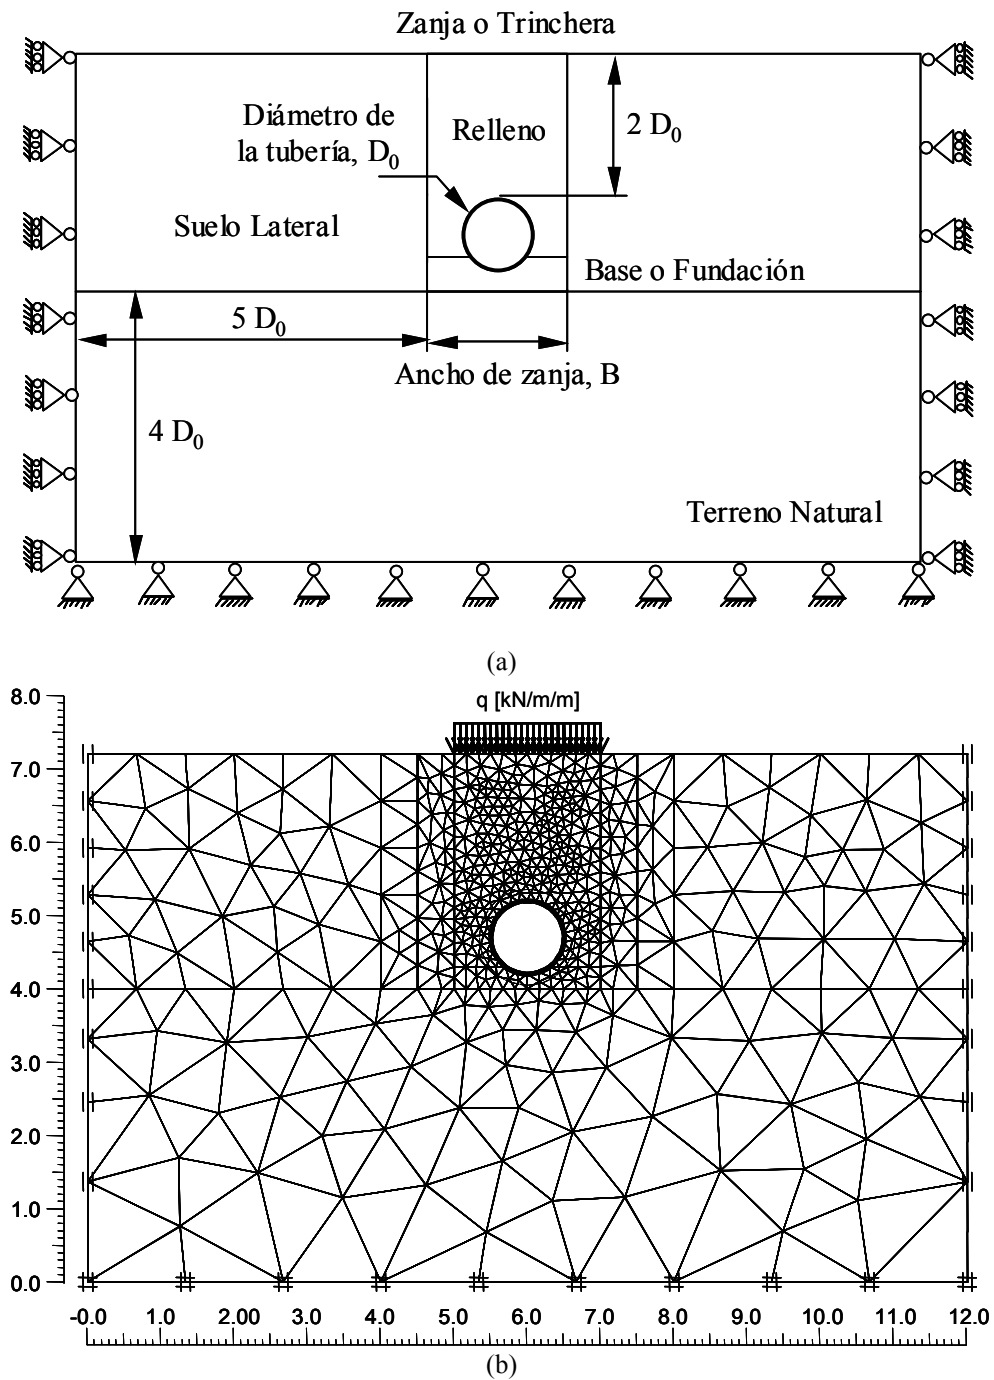 Zanja o Trinchera
Diámetro de
la tubería, D0
Relleno
2 D0
Suelo Lateral
Base o Fundación
5 D0
Ancho de zanja, B
4 D0
Terreno Natural
(a)
q [kN/m/m]
8.0
7.0
6.0
5.0
4.0
3.0
2.0
1.0
0.0
-0.0 1.0 2.00 3.0 4.0 5.0 6.0 7.0 8.0 9.0 10.0 11.0 12.0
(b)